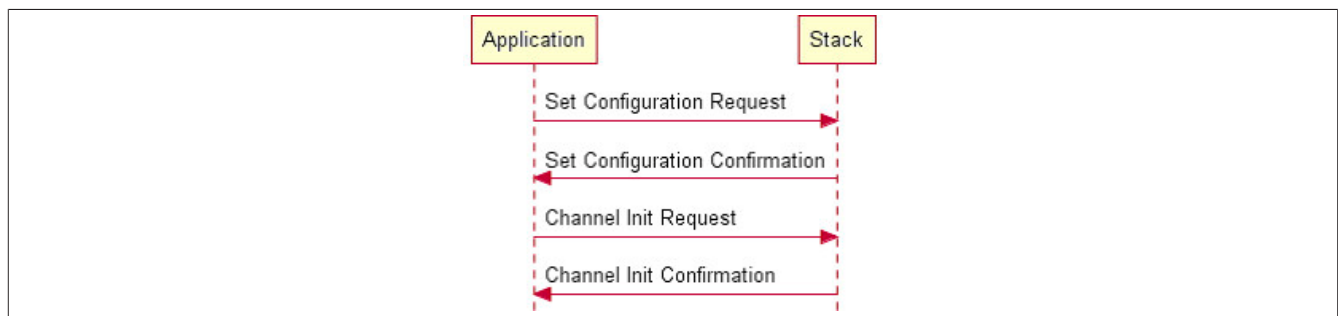 Application
Stack
Set Configuration Request
Set Configuration Confirmation
Channel Init Request
Channel Init Confirmation